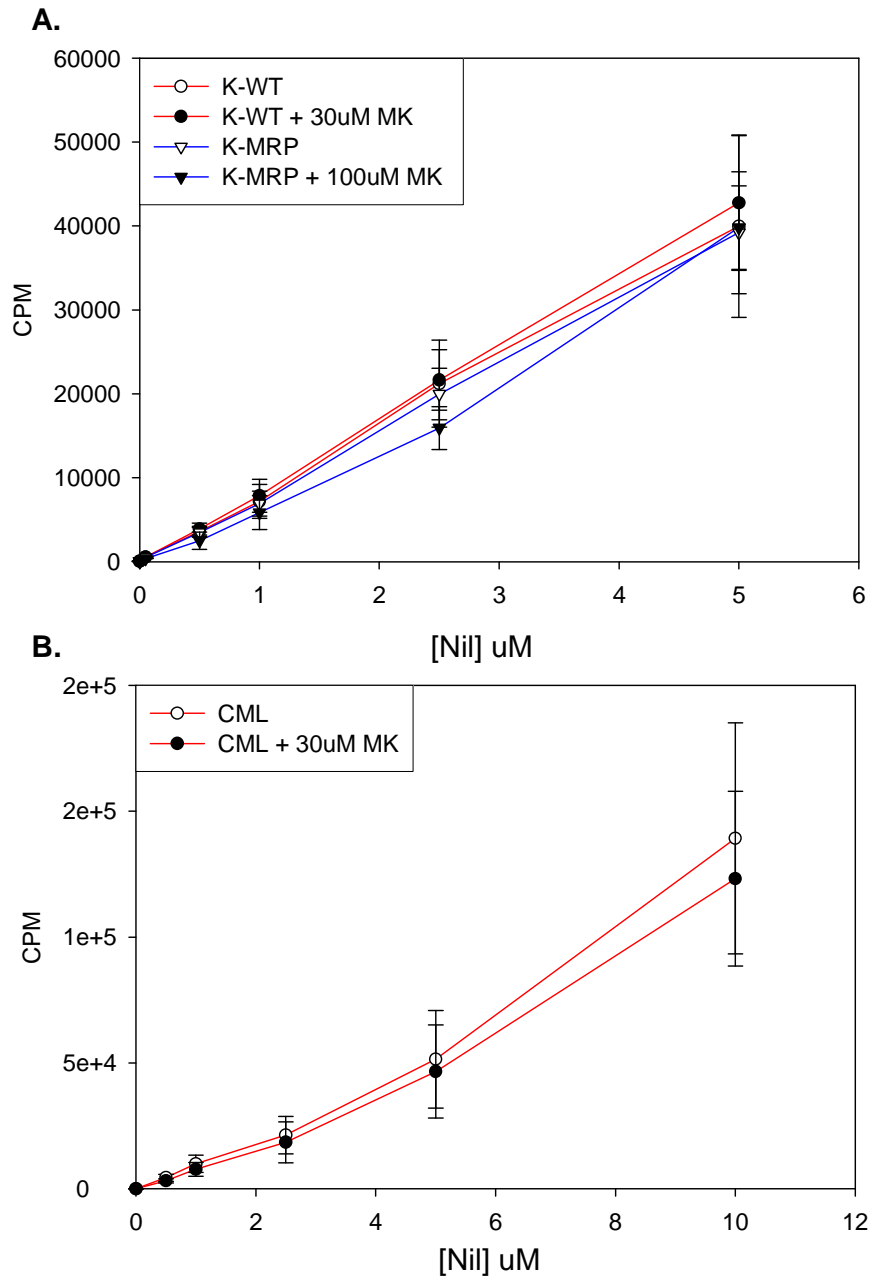 A.
60000
50000
40000
30000
20000
10000
0
CPM
K-WT
K-WT + 30uM MK
K-MRP
K-MRP + 100uM MK
0 1 2 3 4 5 6
[Nil] uM
B.
2e+5
2e+5
1e+5
5e+4
0
CPM
CML
CML + 30uM MK
0 2 4 6 8 10 12
[Nil] uM